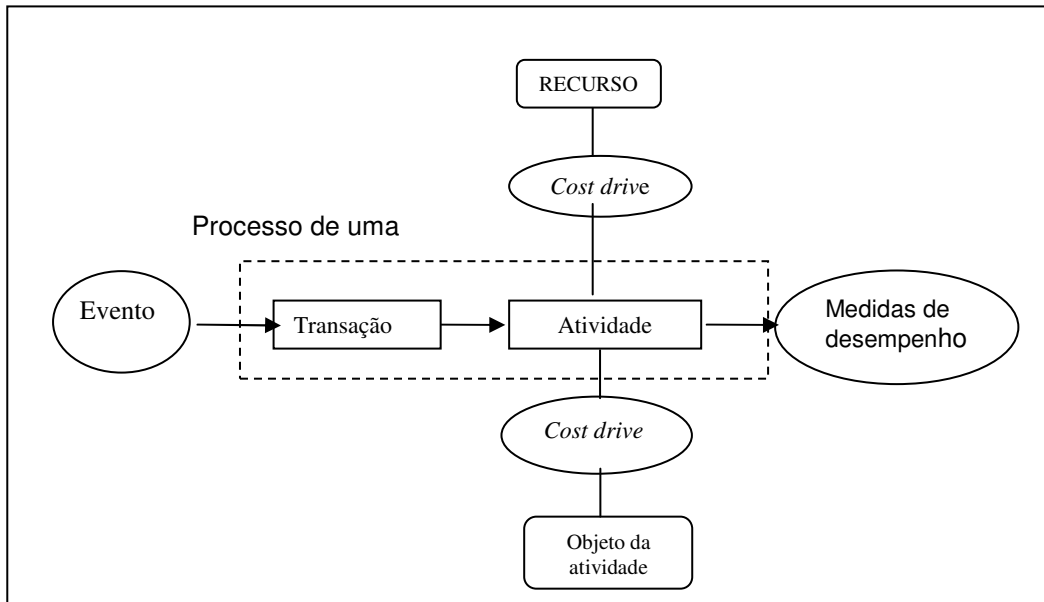 RECURSO
Cost drive
Processo de uma
Evento
Transação
Atividade
Medidas de
desempenho
Cost drive
Objeto da
atividade